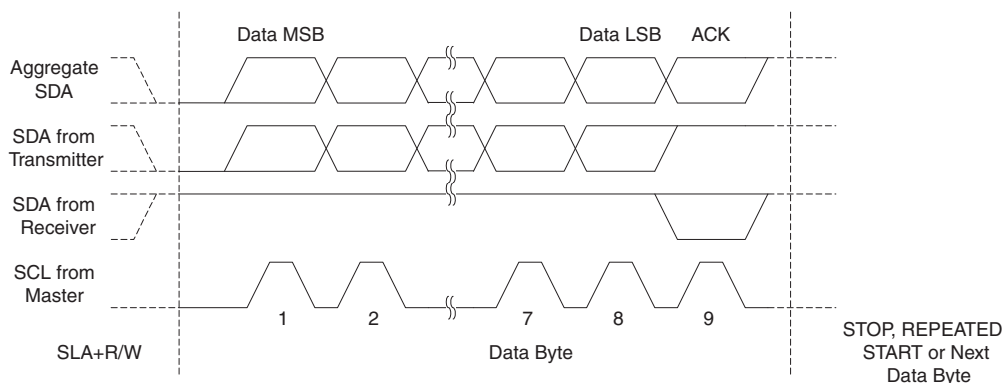 Data MSB
Data LSB
ACK
Aggregate
SDA
SDA from
Transmitter
SDA from
Receiver
SCL from
Master
1
2
7
8
9
SLA+R/W
Data Byte
STOP, REPEATED
START or Next
Data Byte